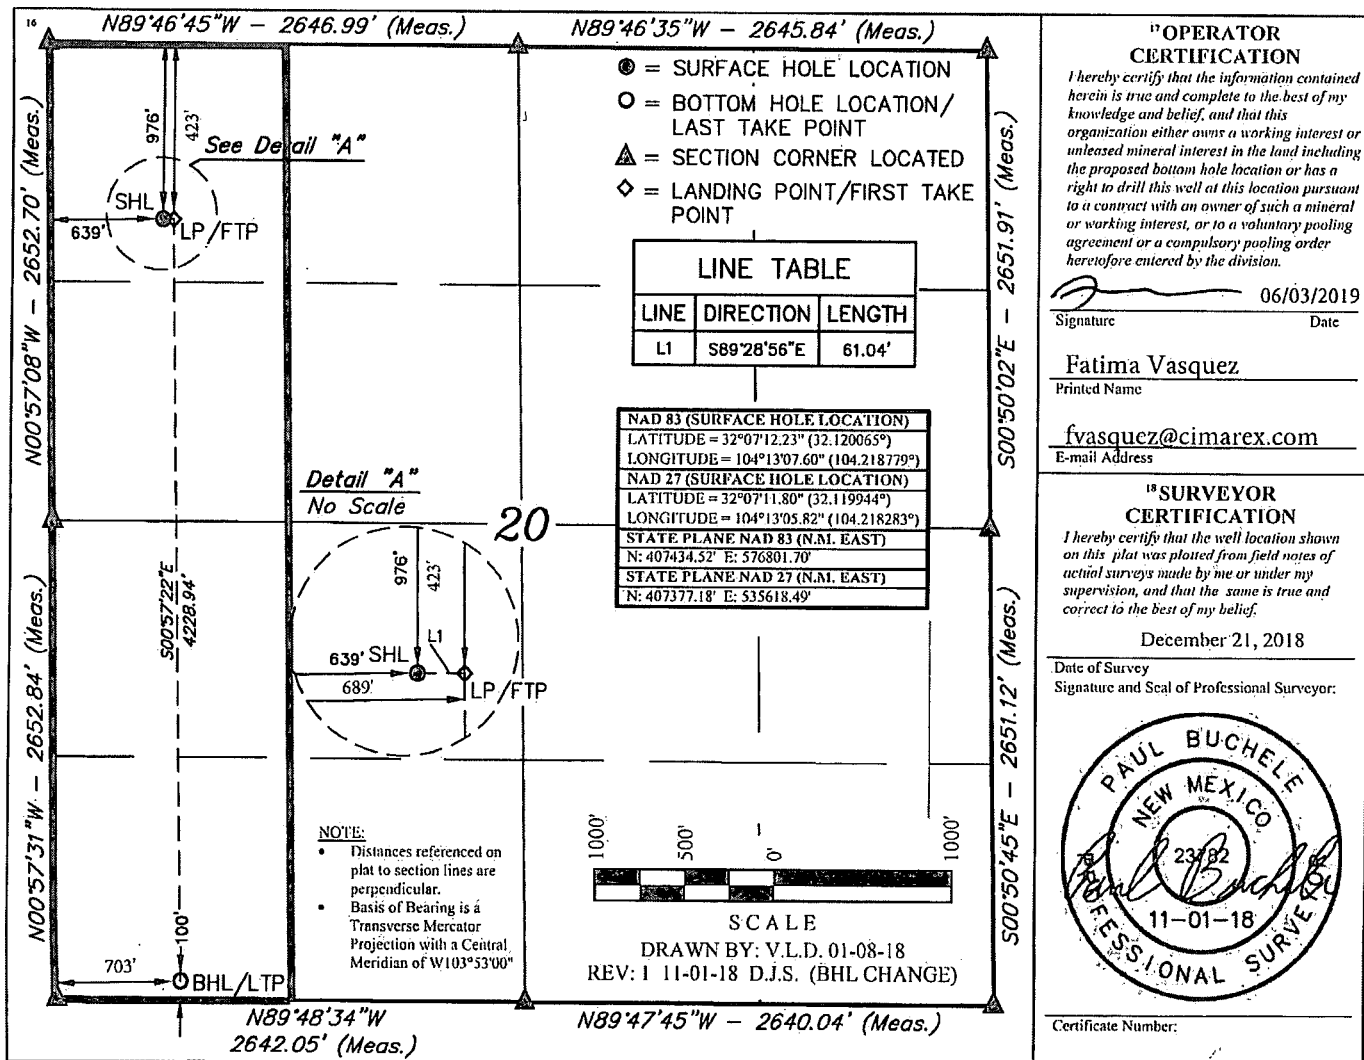 16
N89°46'45"W – 2646.99' (Meas.)
N89°46'35"W – 2645.84' (Meas.)
= SURFACE HOLE LOCATION
= BOTTOM HOLE LOCATION/
LAST TAKE POINT
= SECTION CORNER LOCATED
= LANDING POINT/FIRST TAKE
POINT
976'
423'
See Detail "A"
SHL
LP/FTP
639'
N00°57'08"W – 2652.70' (Meas.)
S00°50'02"E – 2651.91' (Meas.)
LINE TABLE
LINE DIRECTION LENGTH
L1 S89°28'56"E 61.04'
NAD 83 (SURFACE HOLE LOCATION)
LATITUDE = 32°07'12.23" (32.120065°)
LONGITUDE = 104°13'07.60" (104.218779°)
NAD 27 (SURFACE HOLE LOCATION)
LATITUDE = 32°07'11.80" (32.119944°)
LONGITUDE = 104°13'05.82" (104.218283°)
STATE PLANE NAD 83 (N.M. EAST)
N: 407434.52' E: 576801.70'
STATE PLANE NAD 27 (N.M. EAST)
N: 407377.18' E: 535618.49'
Detail "A"
No Scale
20
976'
423'
L1
639' SHL
689'
LP/FTP
S00°57'22"E
4228.94'
N00°57'31"W – 2652.84' (Meas.)
S00°50'45"E – 2651.12' (Meas.)
NOTE:
• Distances referenced on
plat to section lines are
perpendicular.
• Basis of Bearing is a
Transverse Mercator
Projection with a Central
Meridian of W103°53'00"
1000' 500' 0' 1000'
SCALE
DRAWN BY: V.L.D. 01-08-18
REV: 1 11-01-18 D.J.S. (BHL CHANGE)
100'
703'
BHL/LTP
N89°48'34"W
2642.05' (Meas.)
N89°47'45"W – 2640.04' (Meas.)
17 OPERATOR
CERTIFICATION
I hereby certify that the information contained
herein is true and complete to the best of my
knowledge and belief, and that this
organization either owns a working interest or
unleased mineral interest in the land including
the proposed bottom hole location or has a
right to drill this well at this location pursuant
to a contract with an owner of such a mineral
or working interest, or to a voluntary pooling
agreement or a compulsory pooling order
heretofore entered by the division.
06/03/2019
Signature Date
Fatima Vasquez
Printed Name
fvasquez@cimarex.com
E-mail Address
18 SURVEYOR
CERTIFICATION
I hereby certify that the well location shown
on this plat was plotted from field notes of
actual surveys made by me or under my
supervision, and that the same is true and
correct to the best of my belief.
December 21, 2018
Date of Survey
Signature and Seal of Professional Surveyor:
PAUL BUCHELE
NEW MEXICO
23782
Paul Buchele
11-01-18
PROFESSIONAL SURVEYOR
Certificate Number: